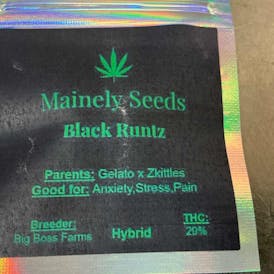 Mainely Seeds
Black Runtz
Parents: Gelato x Zkittles
Good for: Anxiety,Stress,Pain
Breeder:
Big Boss Farms
Hybrid
THC:
20%